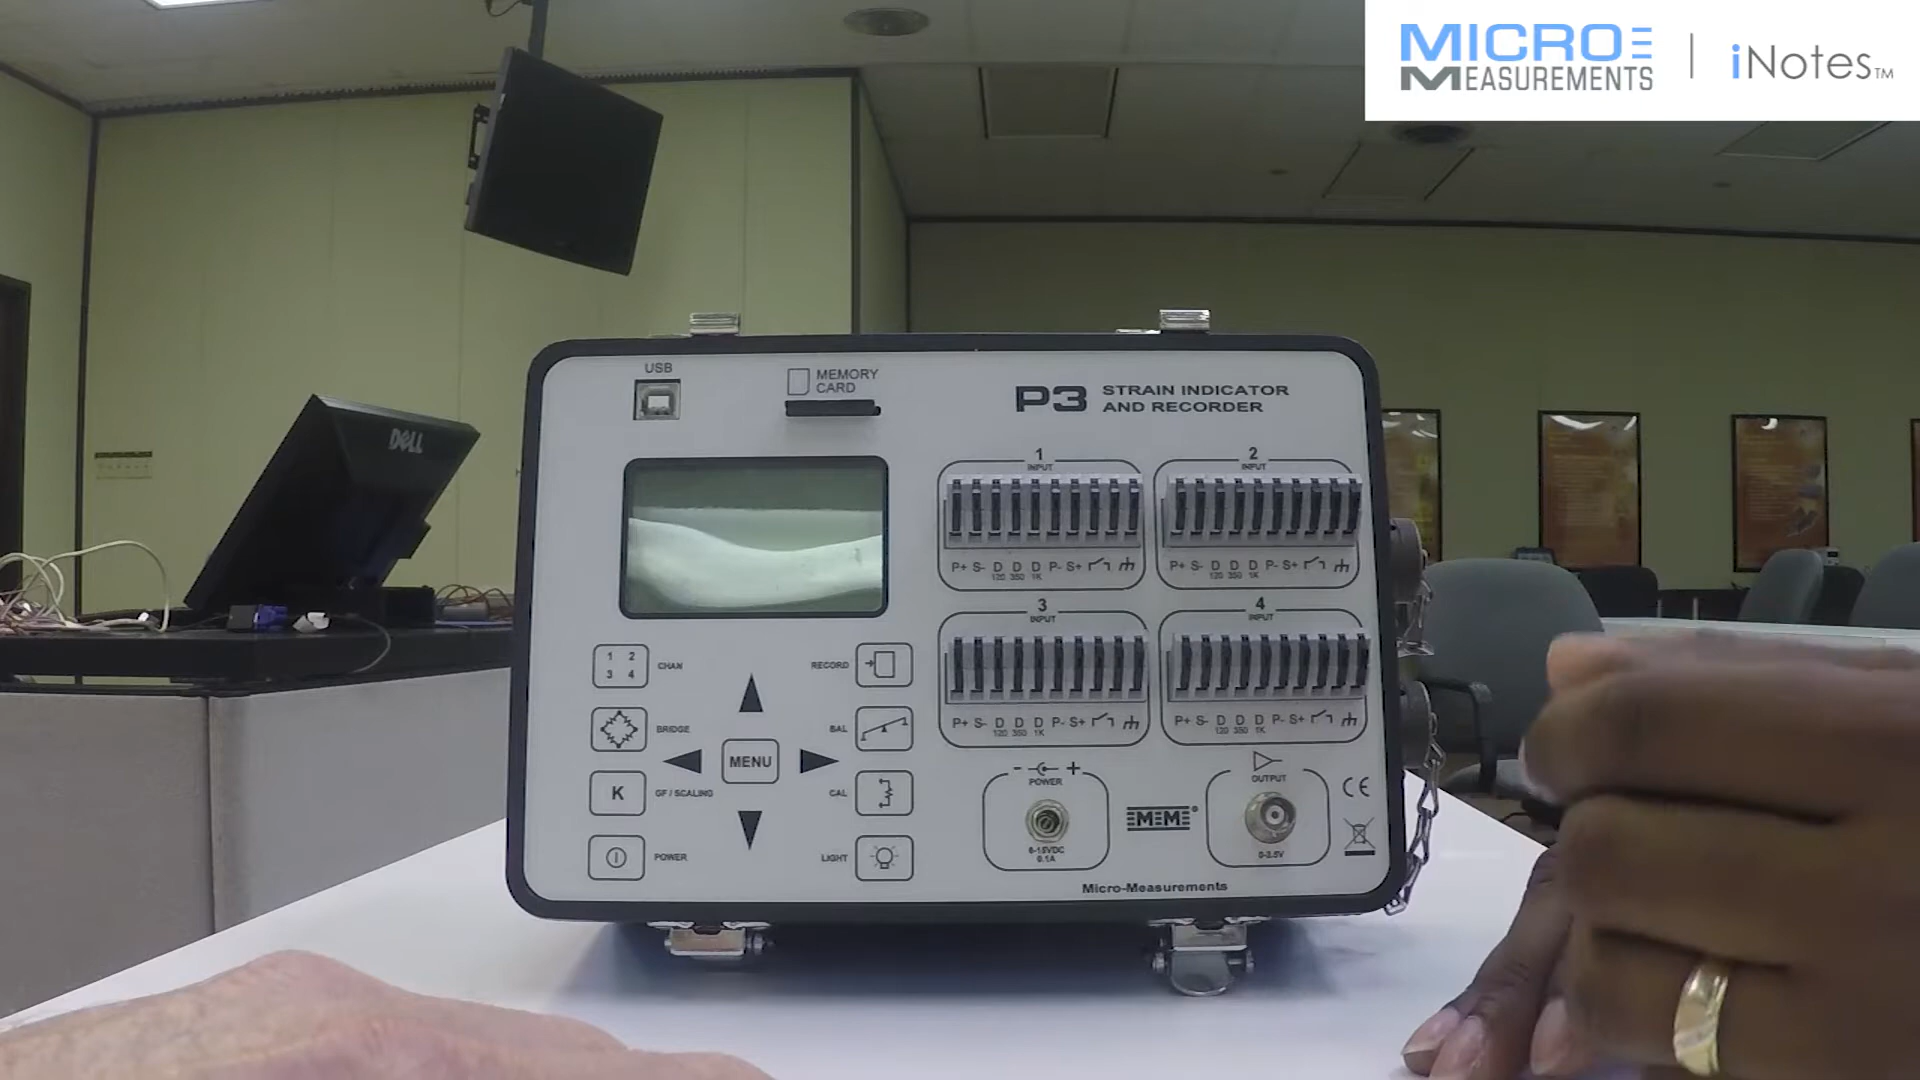 MICRO
MEASUREMENTS
iNotes™
DELL
USB
MEMORY
CARD
P3
STRAIN INDICATOR
AND RECORDER
1
INPUT
P+ S- D D D P- S+
120 350 1K
2
INPUT
P+ S- D D D P- S+
120 350 1K
3
INPUT
P+ S- D D D P- S+
120 350 1K
4
INPUT
P+ S- D D D P- S+
120 350 1K
1 2
3 4
CHAN
BRIDGE
K
GF / SCALING
POWER
MENU
RECORD
BAL
CAL
LIGHT
- +
POWER
9-15VDC
0.1A
MM®
OUTPUT
0-2.5V
CE
Micro-Measurements